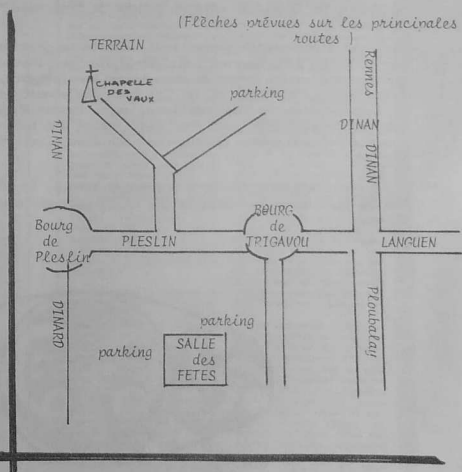 (Flèches prévues sur les principales
routes )
TERRAIN
CHAPELLE
DES
VAUX
parking
Rennes
DINAN
DINAN
DINAN
Bourg
de
Pleslin
PLESLIN
BOURG
de
TRIGAVOU
LANGUEN
DINARD
Ploubalay
parking
parking
SALLE
des
FETES